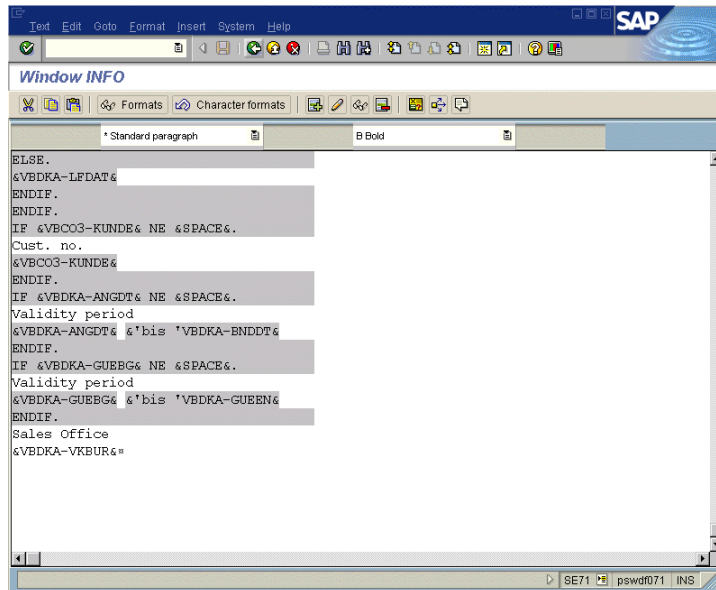 Text Edit Goto Format Insert System Help
SAP
Window INFO
Formats Character formats
* Standard paragraph B Bold
ELSE.
&VBDKA-LFDAT&
ENDIF.
ENDIF.
IF &VBCO3-KUNDE& NE &SPACE&.
Cust. no.
&VBCO3-KUNDE&
ENDIF.
IF &VBDKA-ANGDT& NE &SPACE&.
Validity period
&VBDKA-ANGDT& &'bis 'VBDKA-BNDDT&
ENDIF.
IF &VBDKA-GUEBG& NE &SPACE&.
Validity period
&VBDKA-GUEBG& &'bis 'VBDKA-GUEEN&
ENDIF.
Sales Office
&VBDKA-VKBUR&¤
SE71 pswdf071 INS